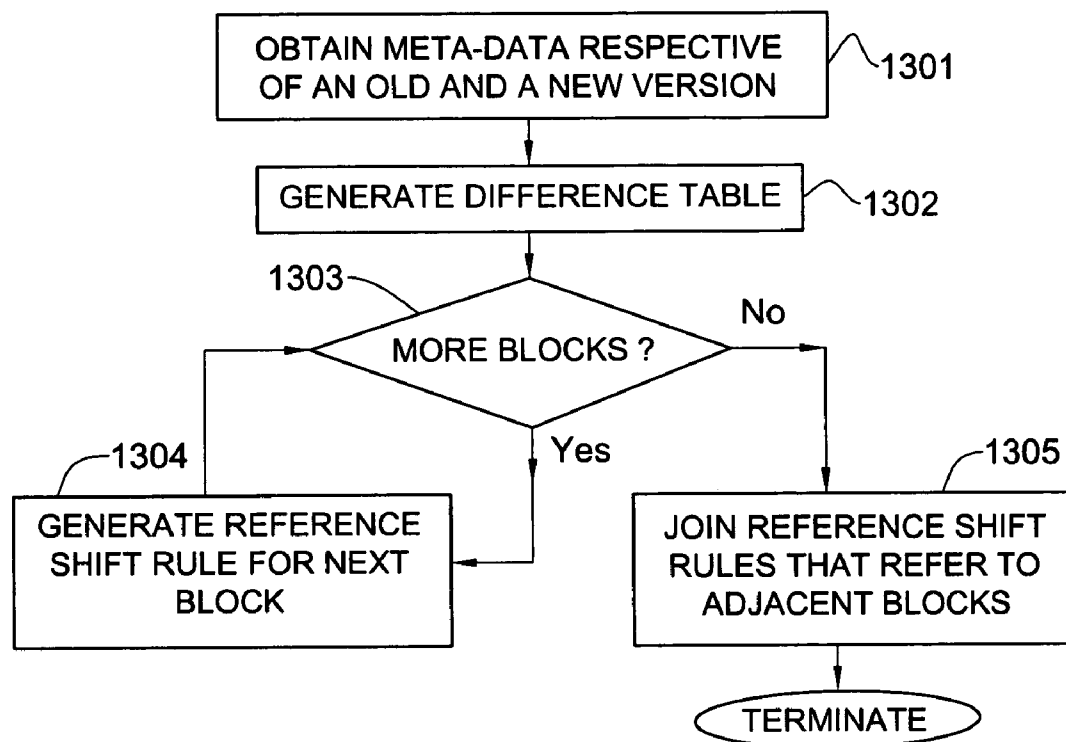 OBTAIN META-DATA RESPECTIVE
OF AN OLD AND A NEW VERSION
1301
GENERATE DIFFERENCE TABLE
1302
1303
MORE BLOCKS ?
No
Yes
1304
GENERATE REFERENCE
SHIFT RULE FOR NEXT
BLOCK
1305
JOIN REFERENCE SHIFT
RULES THAT REFER TO
ADJACENT BLOCKS
TERMINATE